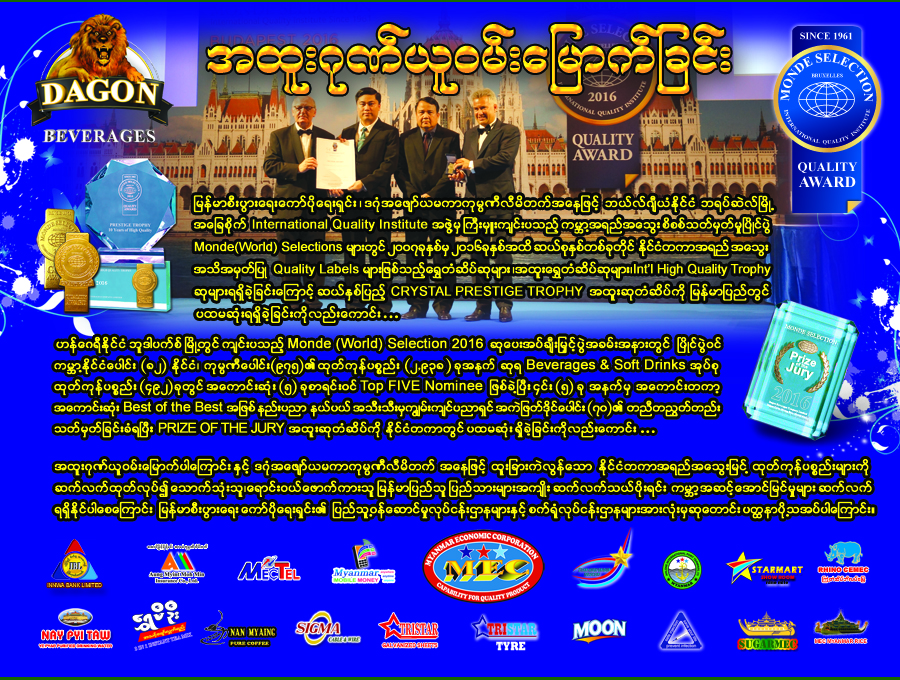 အထူးဂုဏ်ယူဝမ်းမြောက်ခြင်း
DAGON
BEVERAGES
SINCE 1961
MONDE SELECTION
BRUXELLES
INTERNATIONAL QUALITY INSTITUTE
QUALITY
AWARD
2016
QUALITY
AWARD
PRESTIGE TROPHY
မြန်မာစီးပွားရေးကော်ပိုရေးရှင်း၊ ဒဂုံအဖျော်ယမကာကုမ္ပဏီလီမိတက်အနေဖြင့် ဘယ်လ်ဂျီယံနိုင်ငံ ဘရပ်ဆဲလ်မြို့
အခြေစိုက် International Quality Institute အဖွဲ့မှ ကြီးမှူးကျင်းပသည့် ကမ္ဘာ့အရည်အသွေး စိစစ်သတ်မှတ်မှုပြိုင်ပွဲ
Monde(World) Selections များတွင် ၂၀၀၇ခုနှစ်မှ ၂၀၁၆ခုနှစ်အထိ ဆယ်စုနှစ်တစ်ခုတိုင် နိုင်ငံတကာအရည်အသွေး
အသိအမှတ်ပြု Quality Labels များဖြစ်သည့်ရွှေတံဆိပ်ဆုများ၊အထူးရွှေတံဆိပ်ဆုများ၊Int'l High Quality Trophy
ဆုများရရှိခဲ့ခြင်းကြောင့် ဆယ်နှစ်ပြည့် CRYSTAL PRESTIGE TROPHY အထူးဆုတံဆိပ်ကို မြန်မာပြည်တွင်
ပထမဆုံးရရှိခဲ့ခြင်းကိုလည်းကောင်း ...
ဟန်ဂေရီနိုင်ငံ ဘူဒါပက်စ် မြို့တွင် ကျင်းပသည့် Monde (World) Selection 2016 ဆုပေးအပ်ချီးမြှင့်ပွဲအခမ်းအနားတွင် ပြိုင်ပွဲဝင်
ကမ္ဘာ့နိုင်ငံပေါင်း (၈၂) နိုင်ငံ၊ ကုမ္ပဏီပေါင်း(၉၇၅)၏ထုတ်ကုန်ပစ္စည်း (၂,၉၃၈) ခုအနက် ဆုရ Beverages & Soft Drinks အုပ်စု
ထုတ်ကုန်ပစ္စည်း (၄၉၂)ခုတွင် အကောင်းဆုံး (၅) ခုစာရင်းဝင် Top FIVE Nominee ဖြစ်ခဲ့ပြီး၎င်း (၅) ခု အနက်မှ အကောင်းတကာ့
အကောင်းဆုံး Best of the Best အဖြစ် နည်းပညာ နယ်ပယ် အသီးသီးမှကျွမ်းကျင်ပညာရှင် အကဲဖြတ်ဒိုင်ပေါင်း(၇၀)၏ တညီတညွတ်တည်း
သတ်မှတ်ခြင်းခံရပြီး PRIZE OF THE JURY အထူးဆုတံဆိပ်ကို နိုင်ငံတကာတွင် ပထမဆုံး ရရှိခဲ့ခြင်းကိုလည်းကောင်း ...
MONDE SELECTION
Prize
of the
Jury
2016
အထူးဂုဏ်ယူဝမ်းမြောက်ပါကြောင်း နှင့် ဒဂုံအဖျော်ယမကာကုမ္ပဏီလီမိတက် အနေဖြင့် ထူးခြားကဲလွန်သော နိုင်ငံတကာအရည်အသွေးမြင့် ထုတ်ကုန်ပစ္စည်းများကို
ဆက်လက်ထုတ်လုပ်၍ သောက်သုံးသူ၊ရောင်းဝယ်ဖောက်ကားသူ မြန်မာပြည်သူ ပြည်သားများအကျိုး ဆက်လက်သယ်ပိုးရင်း ကမ္ဘာ့အဆင့်အောင်မြင်မှုများ ဆက်လက်
ရရှိနိုင်ပါစေကြောင်း မြန်မာစီးပွားရေး ကော်ပိုရေးရှင်း၏ ပြည်သူ့ဝန်ဆောင်မှုလုပ်ငန်းဌာနများနှင့် စက်ရုံလုပ်ငန်းဌာနများအားလုံးမှဆုတောင်း ပတ္ထနာပို့သအပ်ပါကြောင်း။
INNWA BANK LIMITED
MECTEL
Myanmar
MOBILE MONEY
MYANMAR ECONOMIC CORPORATION
MEC
CAPABILITY FOR QUALITY PRODUCT
STARMART
RHINO CEMEC
NAY PYI TAW
ရွှေဝ်ဦး
NAN MYAING
PURE COFFEE
SIGMA
CABLE & WIRE
TRISTAR
GALVANIZED SHEETS
TRISTAR
TYRE
MOON
SUGARMEC